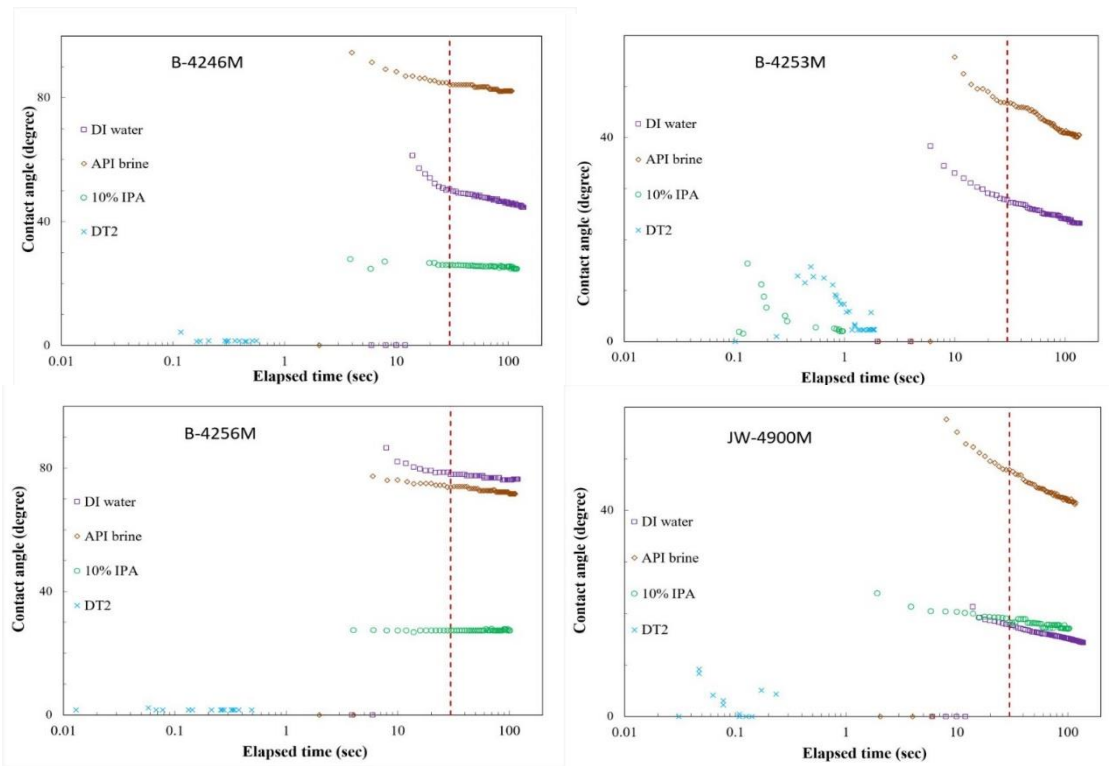 B-4246M
80
40
0
Contact angle (degree)
DI water
API brine
10% IPA
DT2
0.01 0.1 1 10 100
Elapsed time (sec)
B-4253M
40
0
Contact angle (degree)
DI water
API brine
10% IPA
DT2
0.01 0.1 1 10 100
Elapsed time (sec)
B-4256M
80
40
0
Contact angle (degree)
DI water
API brine
10% IPA
DT2
0.01 0.1 1 10 100
Elapsed time (sec)
JW-4900M
40
0
Contact angle (degree)
DI water
API brine
10% IPA
DT2
0.01 0.1 1 10 100
Elapsed time (sec)